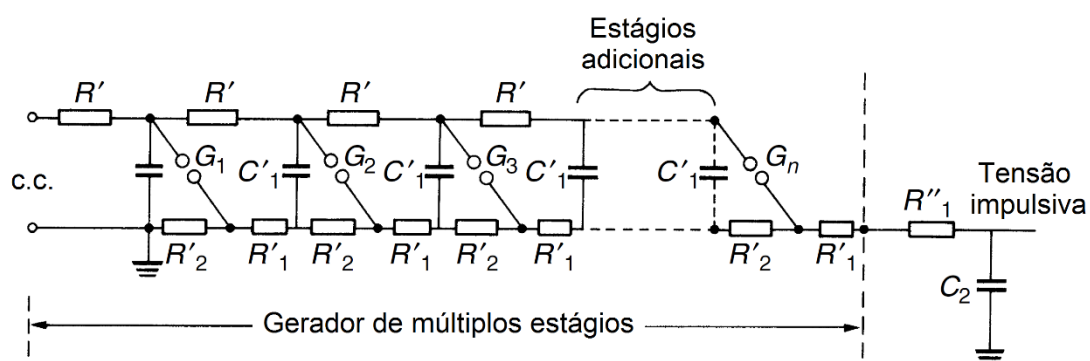 Estágios
adicionais
R′ R′ R′ R′
c.c. G₁ C′₁ G₂ C′₁ G₃ C′₁ C′₁ Gₙ
Tensão
impulsiva
R″₁
R′₂ R′₁ R′₂ R′₁ R′₂ R′₁ R′₂ R′₁
C₂
Gerador de múltiplos estágios